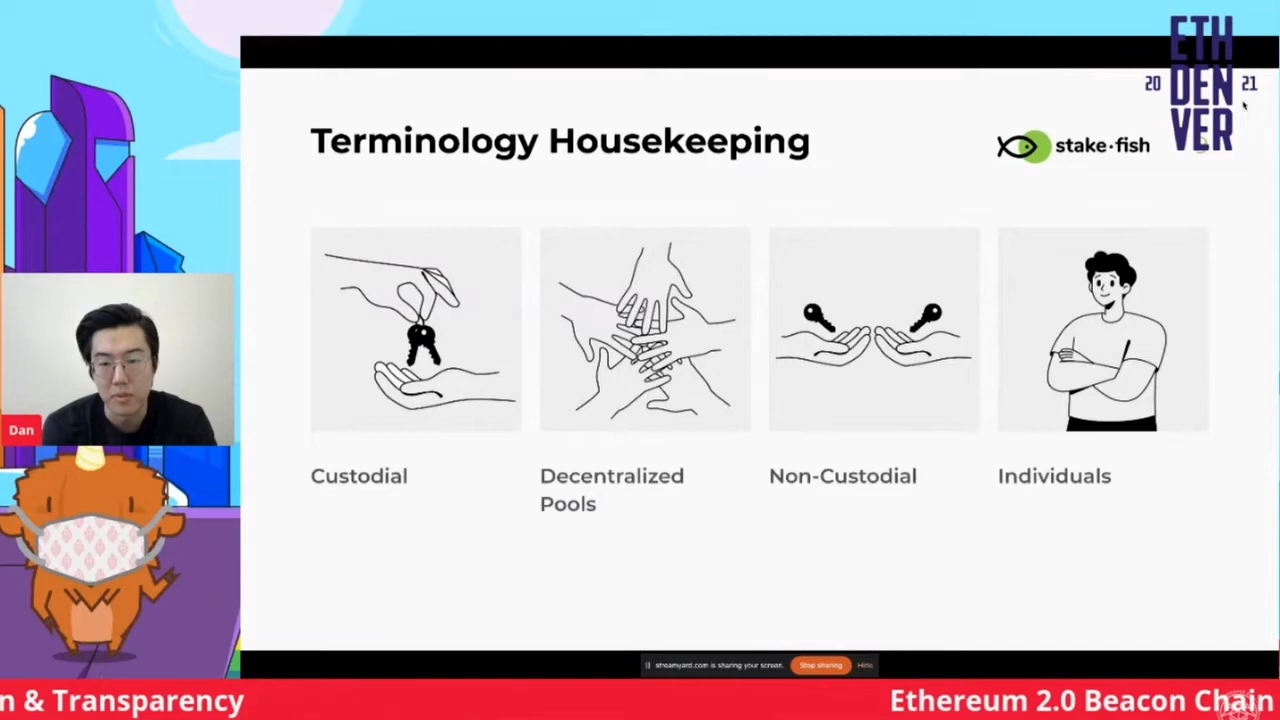 ETH
20 DEN 21
VER
Terminology Housekeeping
stake·fish
Custodial
Decentralized
Pools
Non-Custodial
Individuals
Dan
streamyard.com is sharing your screen.
Stop sharing
Hide
n & Transparency
Ethereum 2.0 Beacon Chain